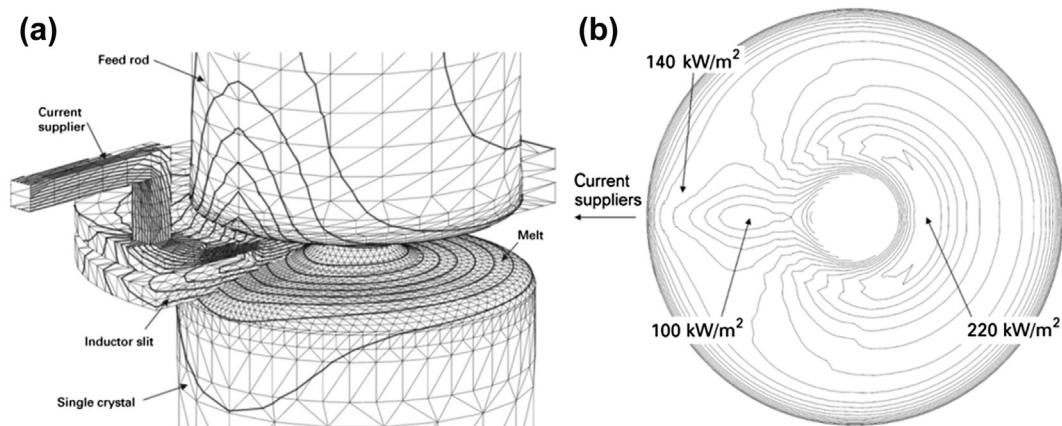 (a)
Feed rod
Current
supplier
Melt
Inductor slit
Single crystal
(b)
140 kW/m²
Current
suppliers
100 kW/m²
220 kW/m²